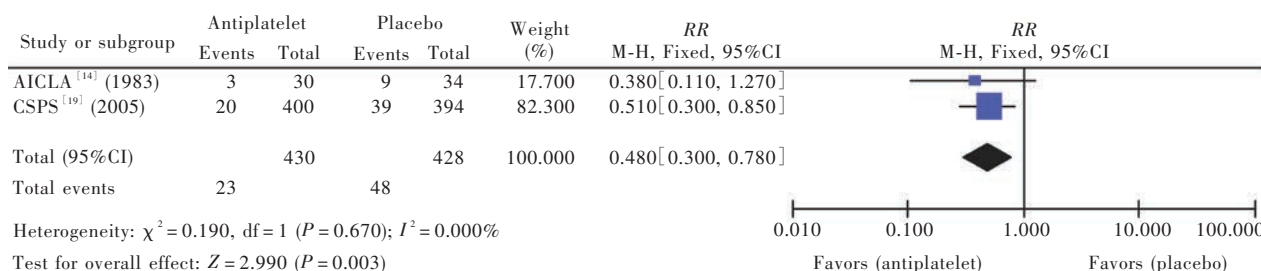 Study or subgroup Antiplatelet Placebo Weight (%) RR M-H, Fixed, 95%CI RR M-H, Fixed, 95%CI
Events Total Events Total
AICLA [14] (1983) 3 30 9 34 17.700 0.380[0.110, 1.270]
CSPS [19] (2005) 20 400 39 394 82.300 0.510[0.300, 0.850]
Total (95%CI) 430 428 100.000 0.480[0.300, 0.780]
Total events 23 48
Heterogeneity: χ² = 0.190, df = 1 (P = 0.670); I² = 0.000%
Test for overall effect: Z = 2.990 (P = 0.003)
0.010 0.100 1.000 10.000 100.000
Favors (antiplatelet) Favors (placebo)